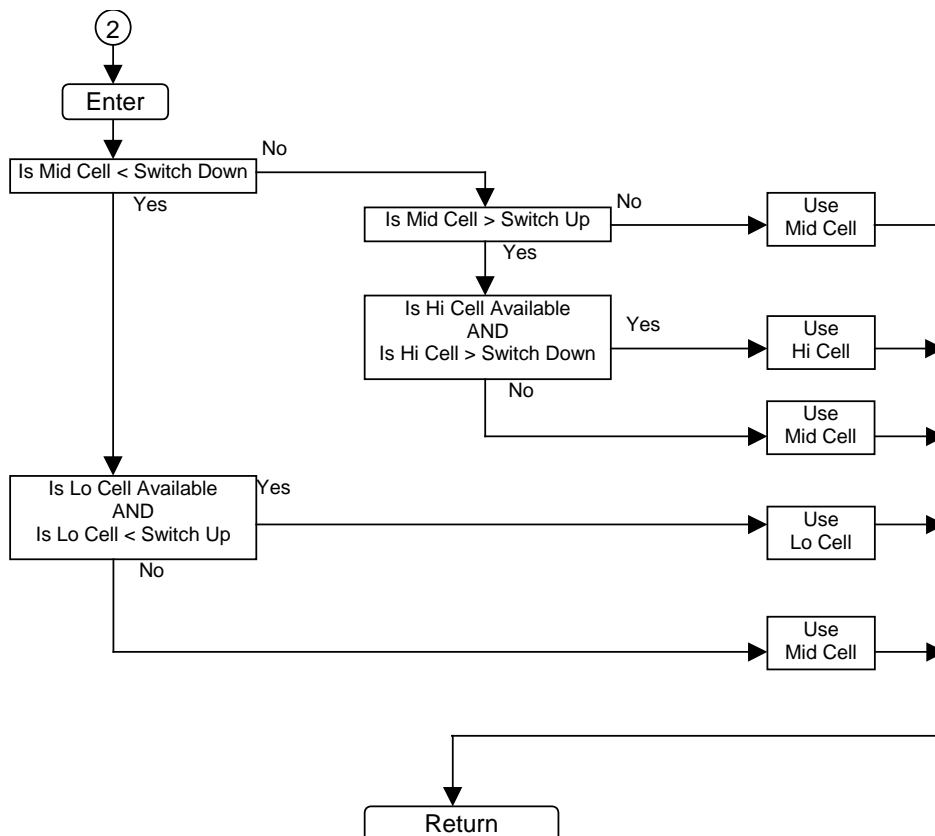 2
Enter
Is Mid Cell < Switch Down
No
Yes
Is Mid Cell > Switch Up
No
Yes
Use
Mid Cell
Is Hi Cell Available
AND
Is Hi Cell > Switch Down
Yes
No
Use
Hi Cell
Use
Mid Cell
Is Lo Cell Available
AND
Is Lo Cell < Switch Up
Yes
No
Use
Lo Cell
Use
Mid Cell
Return